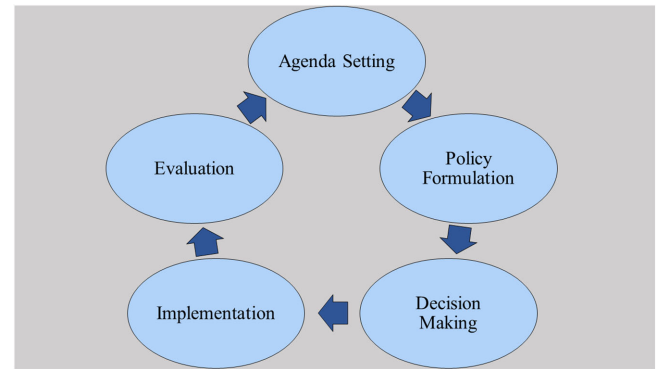 Agenda Setting
Policy
Formulation
Decision
Making
Implementation
Evaluation